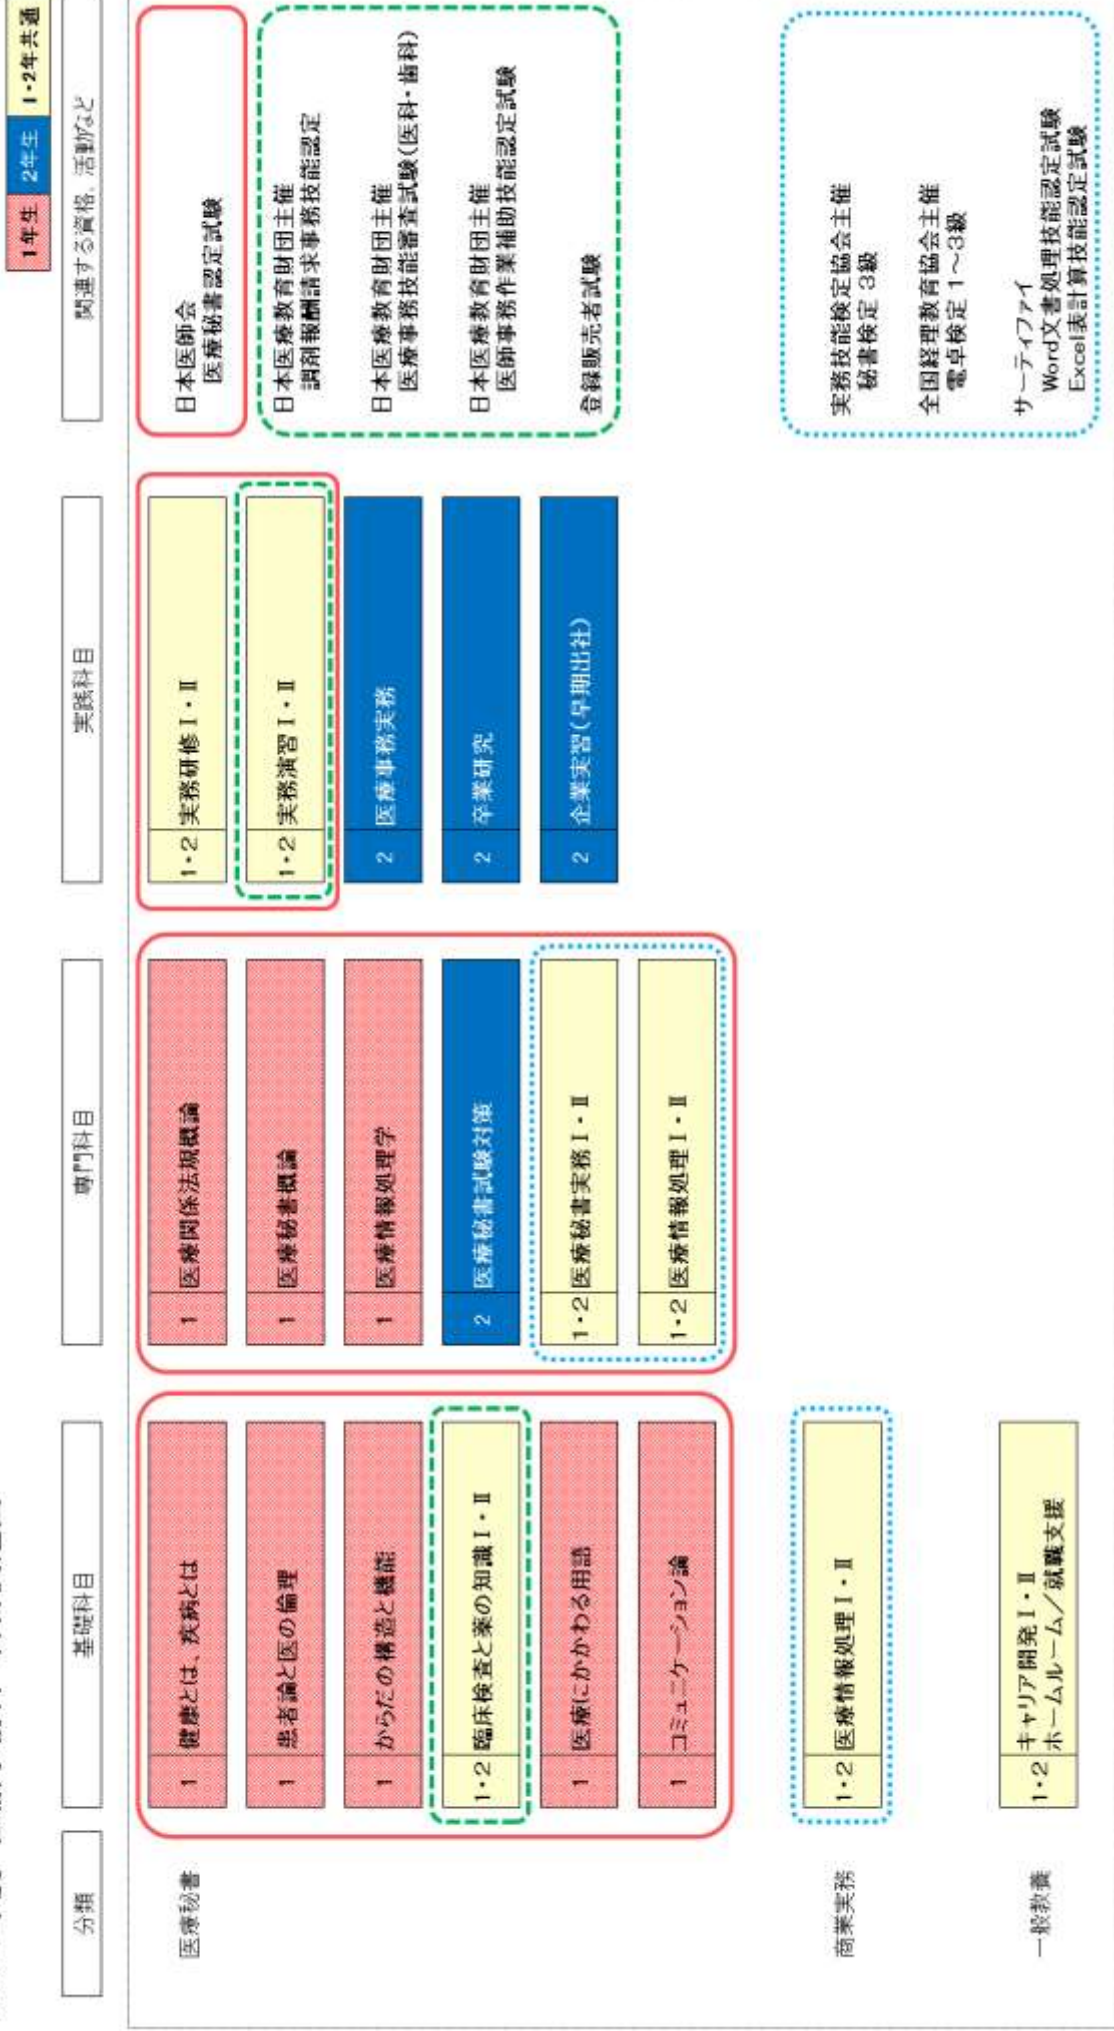 1年生 2年生 1・2年共通
分類 基礎科目 専門科目 実践科目 関連する資格、活動など
医療秘書
1 健康とは、疾病とは
1 患者論と医の倫理
1 からだの構造と機能
1・2 臨床検査と薬の知識Ⅰ・Ⅱ
1 医療にかかわる用語
1 コミュニケーション論
1 医療関係法規概論
1 医療秘書概論
1 医療情報処理学
2 医療秘書試験対策
1・2 医療秘書実務Ⅰ・Ⅱ
1・2 医療情報処理Ⅰ・Ⅱ
1・2 実務研修Ⅰ・Ⅱ
1・2 実務演習Ⅰ・Ⅱ
2 医療事務実務
2 卒業研究
2 企業実習(早期出社)
日本医師会
医療秘書認定試験
日本医療教育財団主催
調剤報酬請求事務技能認定
日本医療教育財団主催
医療事務技能審査試験(医科・歯科)
日本医療教育財団主催
医師事務作業補助技能認定試験
登録販売者試験
商業実務
1・2 医療情報処理Ⅰ・Ⅱ
実務技能検定協会主催
秘書検定 3級
全国経理教育協会主催
電卓検定 1~3級
サーティファイ
Word文書処理技能認定試験
Excel表計算技能認定試験
一般教養
1・2 キャリア開発Ⅰ・Ⅱ
ホームルーム/就職支援